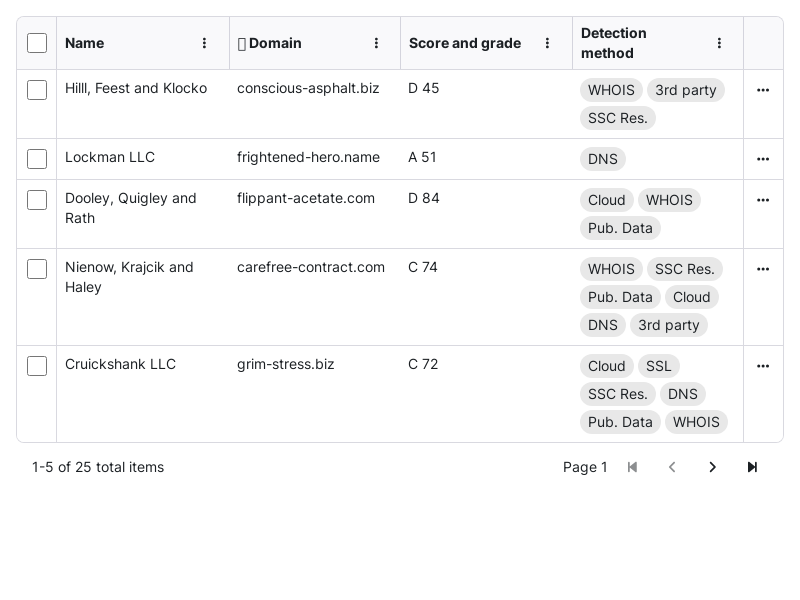 Name
Domain
Score and grade
Detection
method
Hilll, Feest and Klocko
conscious-asphalt.biz
D 45
WHOIS 3rd party
SSC Res.
Lockman LLC
frightened-hero.name
A 51
DNS
Dooley, Quigley and
Rath
flippant-acetate.com
D 84
Cloud WHOIS
Pub. Data
Nienow, Krajcik and
Haley
carefree-contract.com
C 74
WHOIS SSC Res.
Pub. Data Cloud
DNS 3rd party
Cruickshank LLC
grim-stress.biz
C 72
Cloud SSL
SSC Res. DNS
Pub. Data WHOIS
1-5 of 25 total items
Page 1